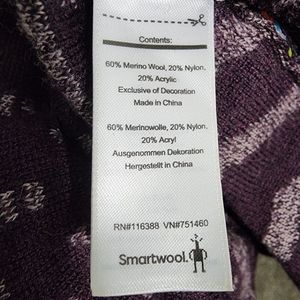 Contents:
60% Merino Wool, 20% Nylon,
20% Acrylic
Exclusive of Decoration
Made in China
60% Merinowolle, 20% Nylon,
20% Acryl
Ausgenommen Dekoration
Hergestellt in China
RN#116388 VN#751460
Smartwool